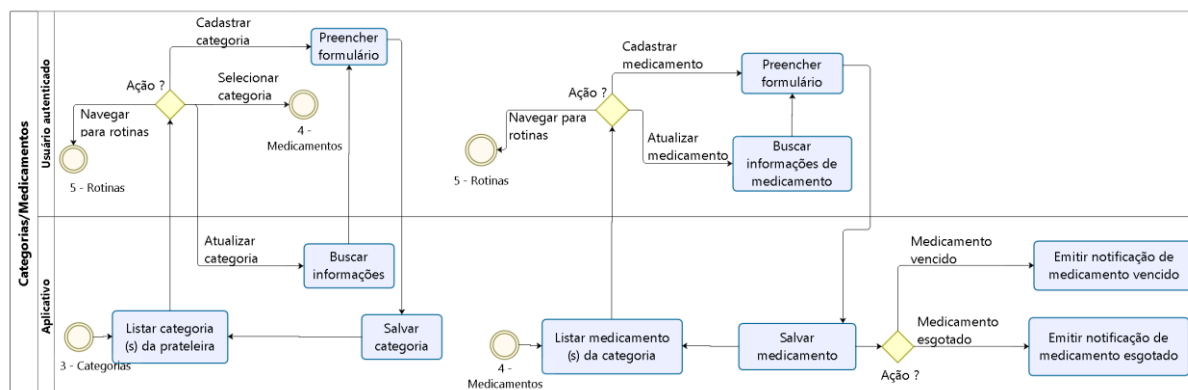 Categorias/Medicamentos
Usuário autenticado
Cadastrar
categoria
Preencher
formulário
Ação ?
Selecionar
categoria
Navegar
para rotinas
4 -
Medicamentos
5 - Rotinas
Cadastrar
medicamento
Preencher
formulário
Ação ?
Navegar para
rotinas
Atualizar
medicamento
Buscar
informações de
medicamento
5 - Rotinas
Aplicativo
Atualizar
categoria
Buscar
informações
Listar categoria
(s) da prateleira
Salvar
categoria
3 - Categorias
Medicamento
vencido
Emitir notificação de
medicamento vencido
Listar medicamento
(s) da categoria
Salvar
medicamento
Medicamento
esgotado
Emitir notificação de
medicamento esgotado
4 -
Medicamentos
Ação ?